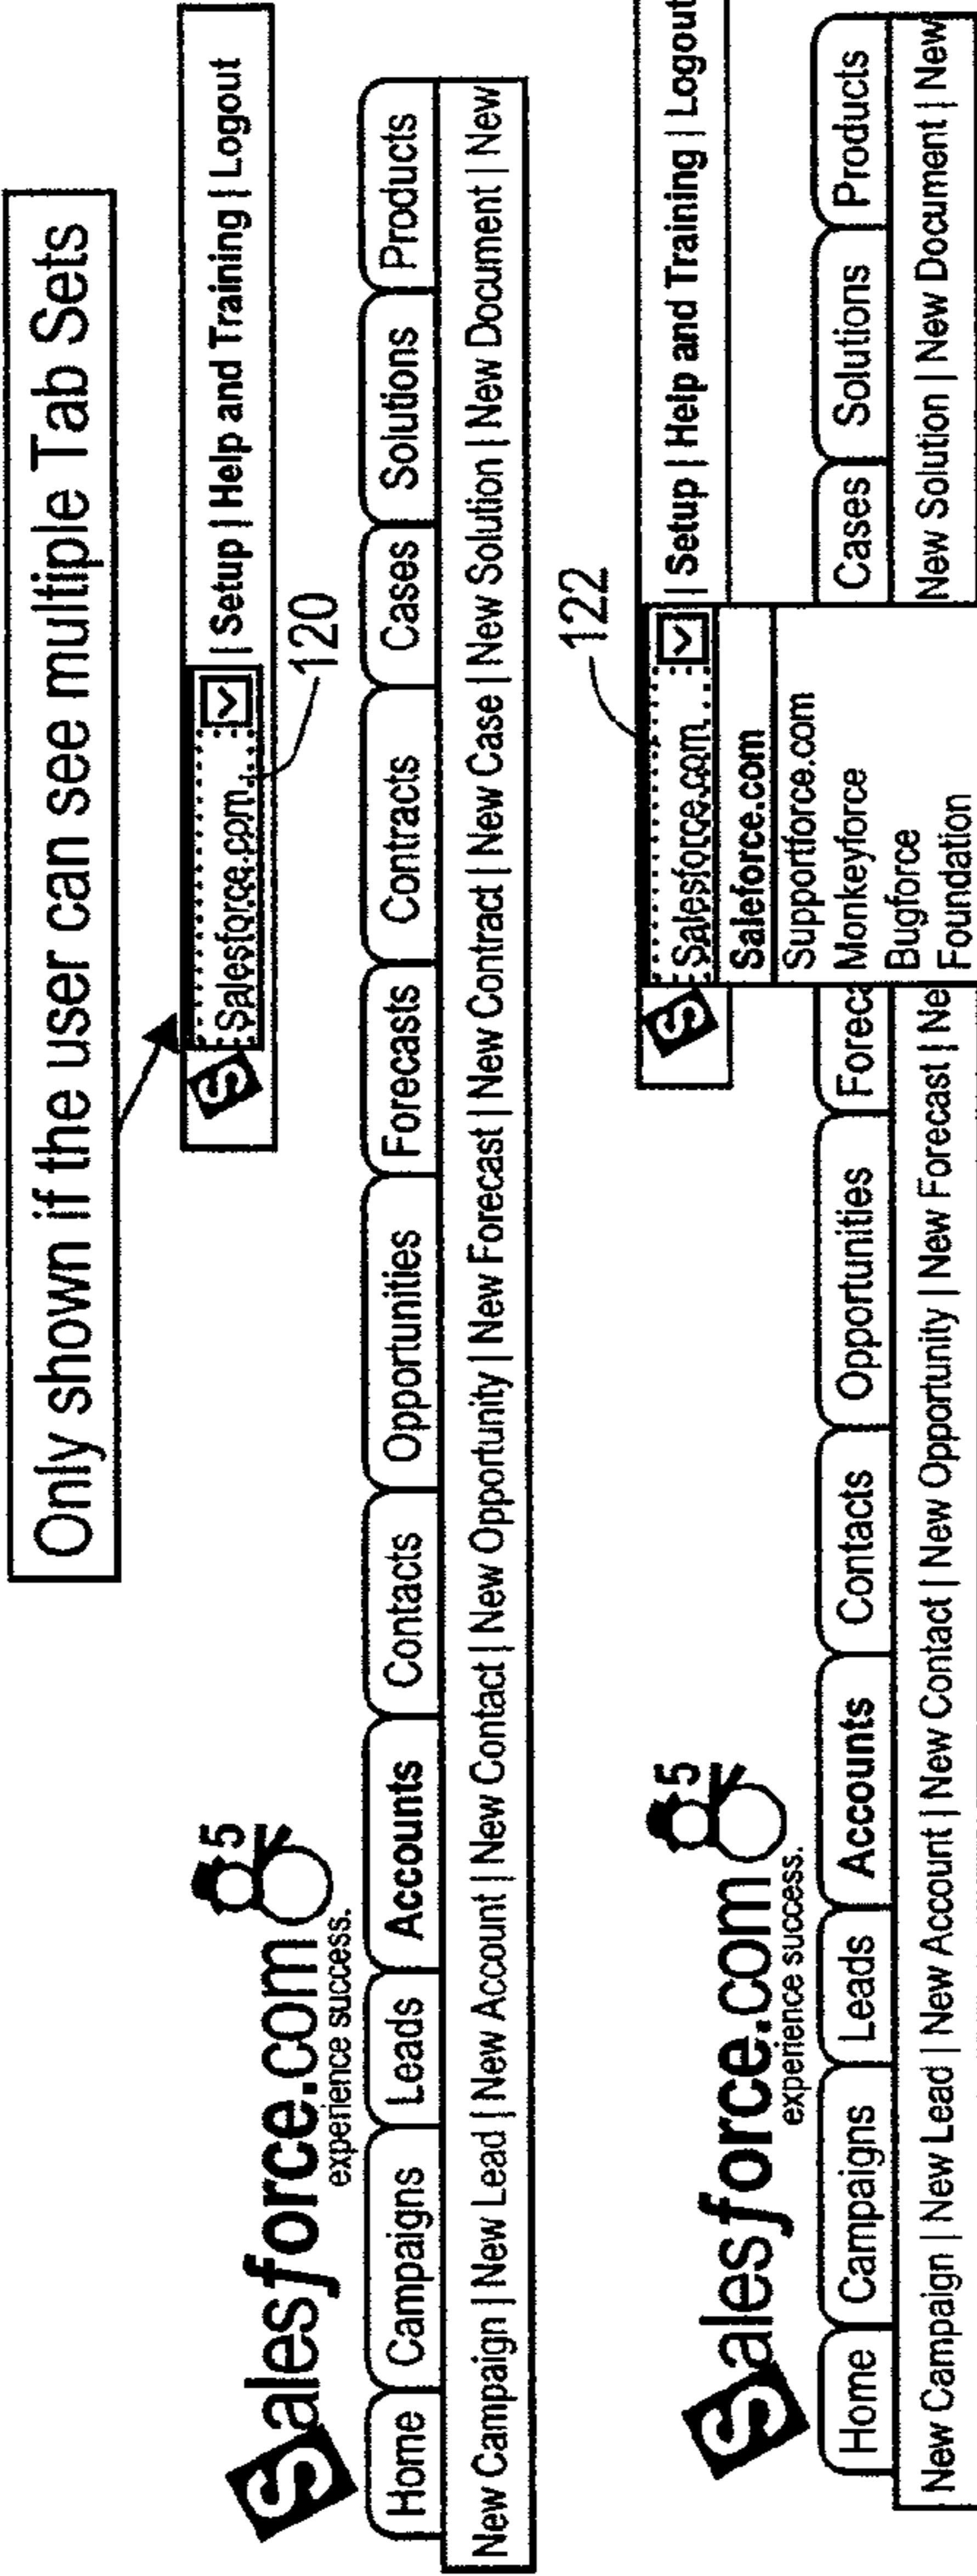 Only shown if the user can see multiple Tab Sets
Salesforce.com | Setup | Help and Training | Logout
120
Salesforce.com 5
experience success.
Home Campaigns Leads Accounts Contacts Opportunities Forecasts Contracts Cases Solutions Products
New Campaign | New Lead | New Account | New Contact | New Opportunity | New Forecast | New Contract | New Case | New Solution | New Document | New
122
Salesforce.com | Setup | Help and Training | Logout
Saleforce.com
Supportforce.com
Monkeyforce
Bugforce
Foundation
Salesforce.com 5
experience success.
Home Campaigns Leads Accounts Contacts Opportunities Foreca Cases Solutions Products
New Campaign | New Lead | New Account | New Contact | New Opportunity | New Forecast | Ne New Solution | New Document | New